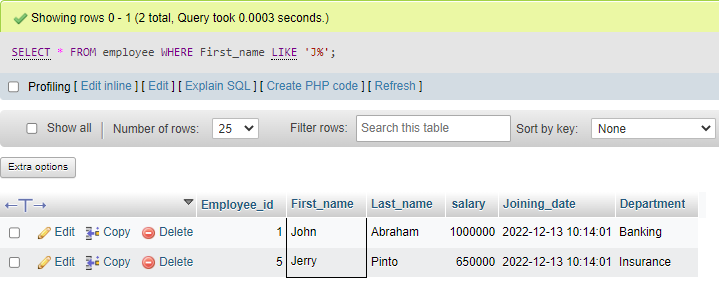 Showing rows 0 - 1 (2 total, Query took 0.0003 seconds.)
SELECT * FROM employee WHERE First_name LIKE 'J%';
Profiling [ Edit inline ] [ Edit ] [ Explain SQL ] [ Create PHP code ] [ Refresh ]
Show all Number of rows: 25 Filter rows: Search this table Sort by key: None
Extra options
←T→ Employee_id First_name Last_name salary Joining_date Department
Edit Copy Delete 1 John Abraham 1000000 2022-12-13 10:14:01 Banking
Edit Copy Delete 5 Jerry Pinto 650000 2022-12-13 10:14:01 Insurance